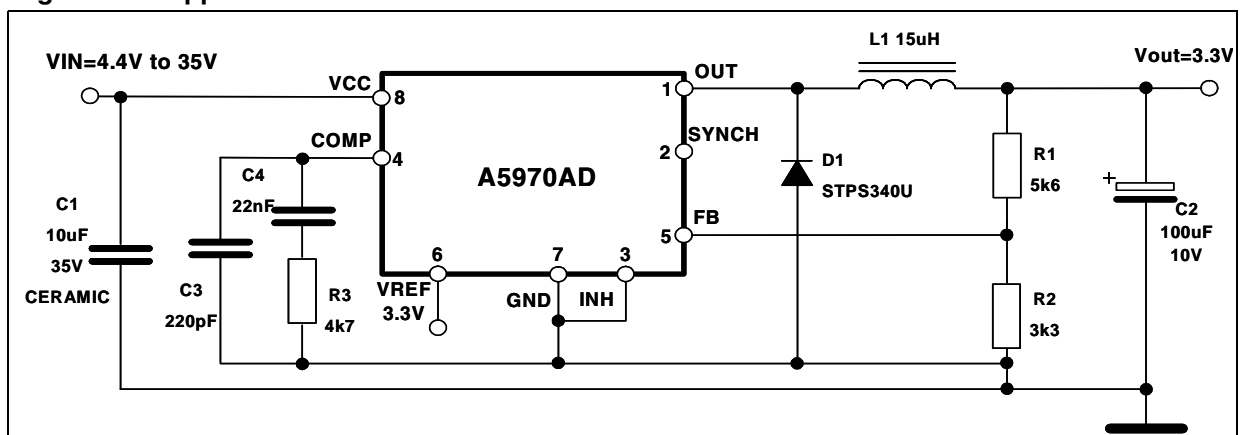 VIN=4.4V to 35V
L1 15uH
Vout=3.3V
VCC
8
OUT
1
COMP
4
SYNCH
2
A5970AD
C4
22nF
D1
STPS340U
R1
5k6
C1
10uF
35V
CERAMIC
FB
5
C2
100uF
10V
C3
220pF
R3
4k7
6
VREF
3.3V
7
GND
3
INH
R2
3k3